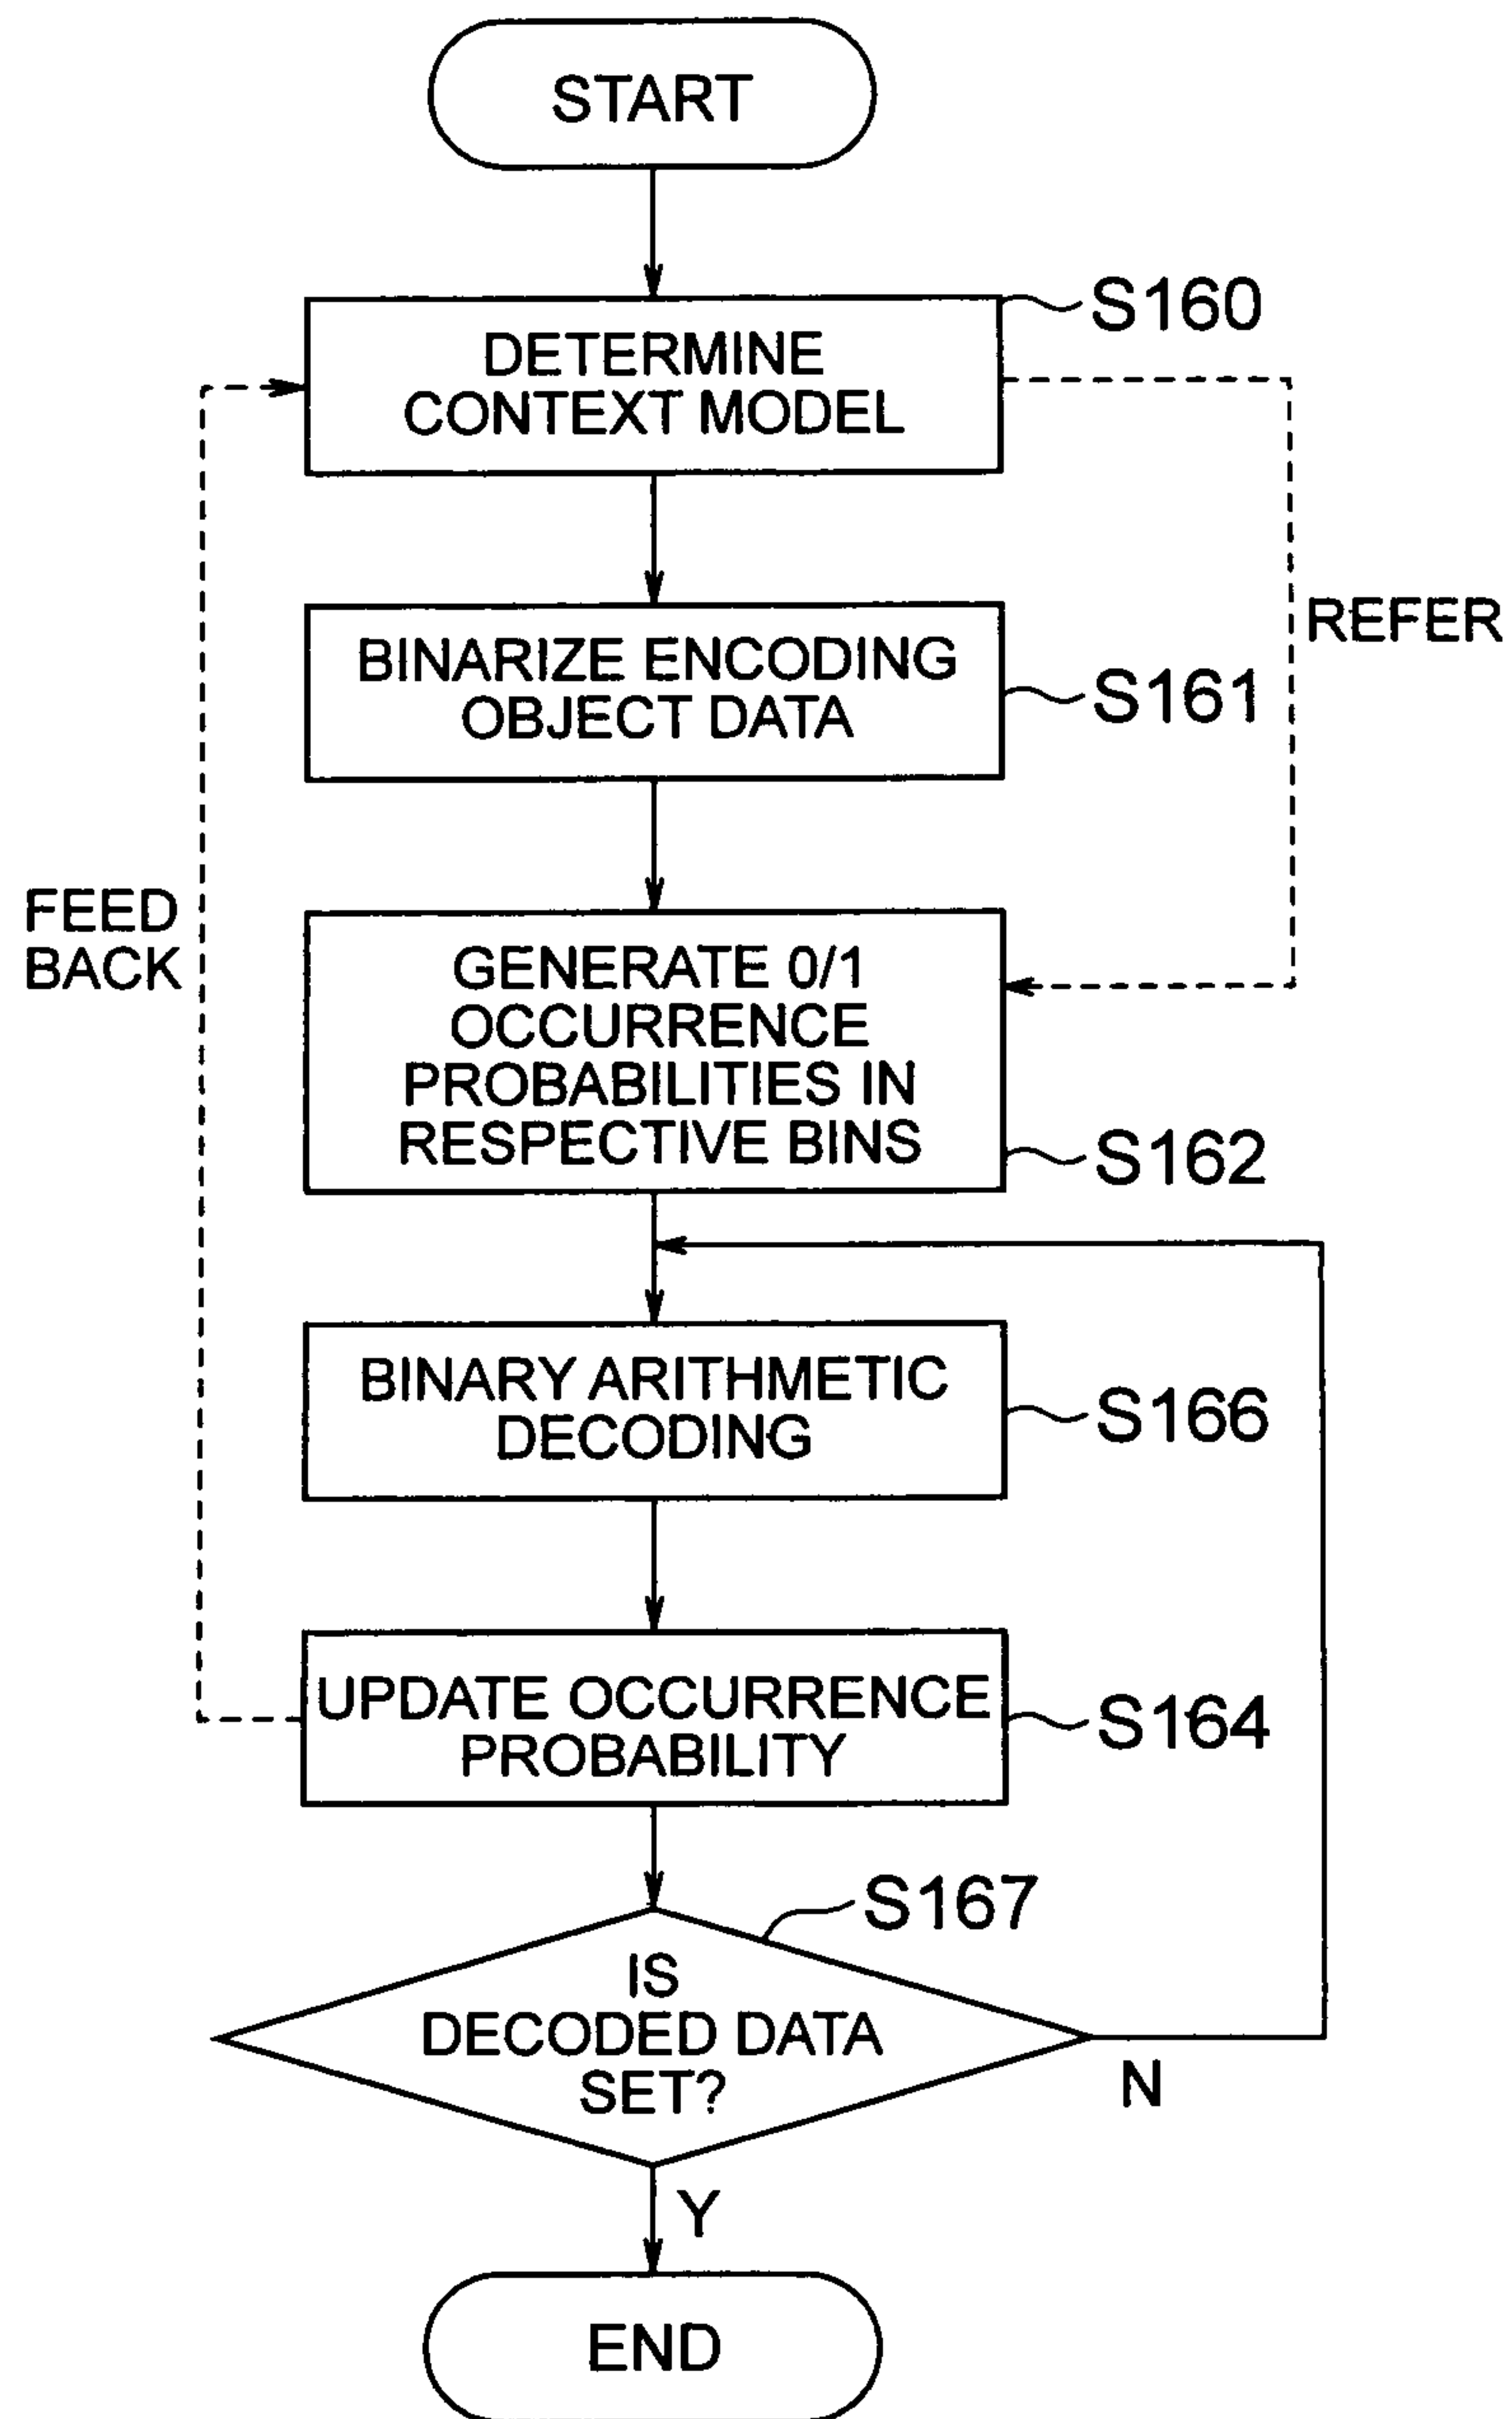 START
S160
DETERMINE
CONTEXT MODEL
REFER
BINARIZE ENCODING
OBJECT DATA
S161
FEED
BACK
GENERATE 0/1
OCCURRENCE
PROBABILITIES IN
RESPECTIVE BINS
S162
BINARY ARITHMETIC
DECODING
S166
UPDATE OCCURRENCE
PROBABILITY
S164
S167
IS
DECODED DATA
SET?
N
Y
END